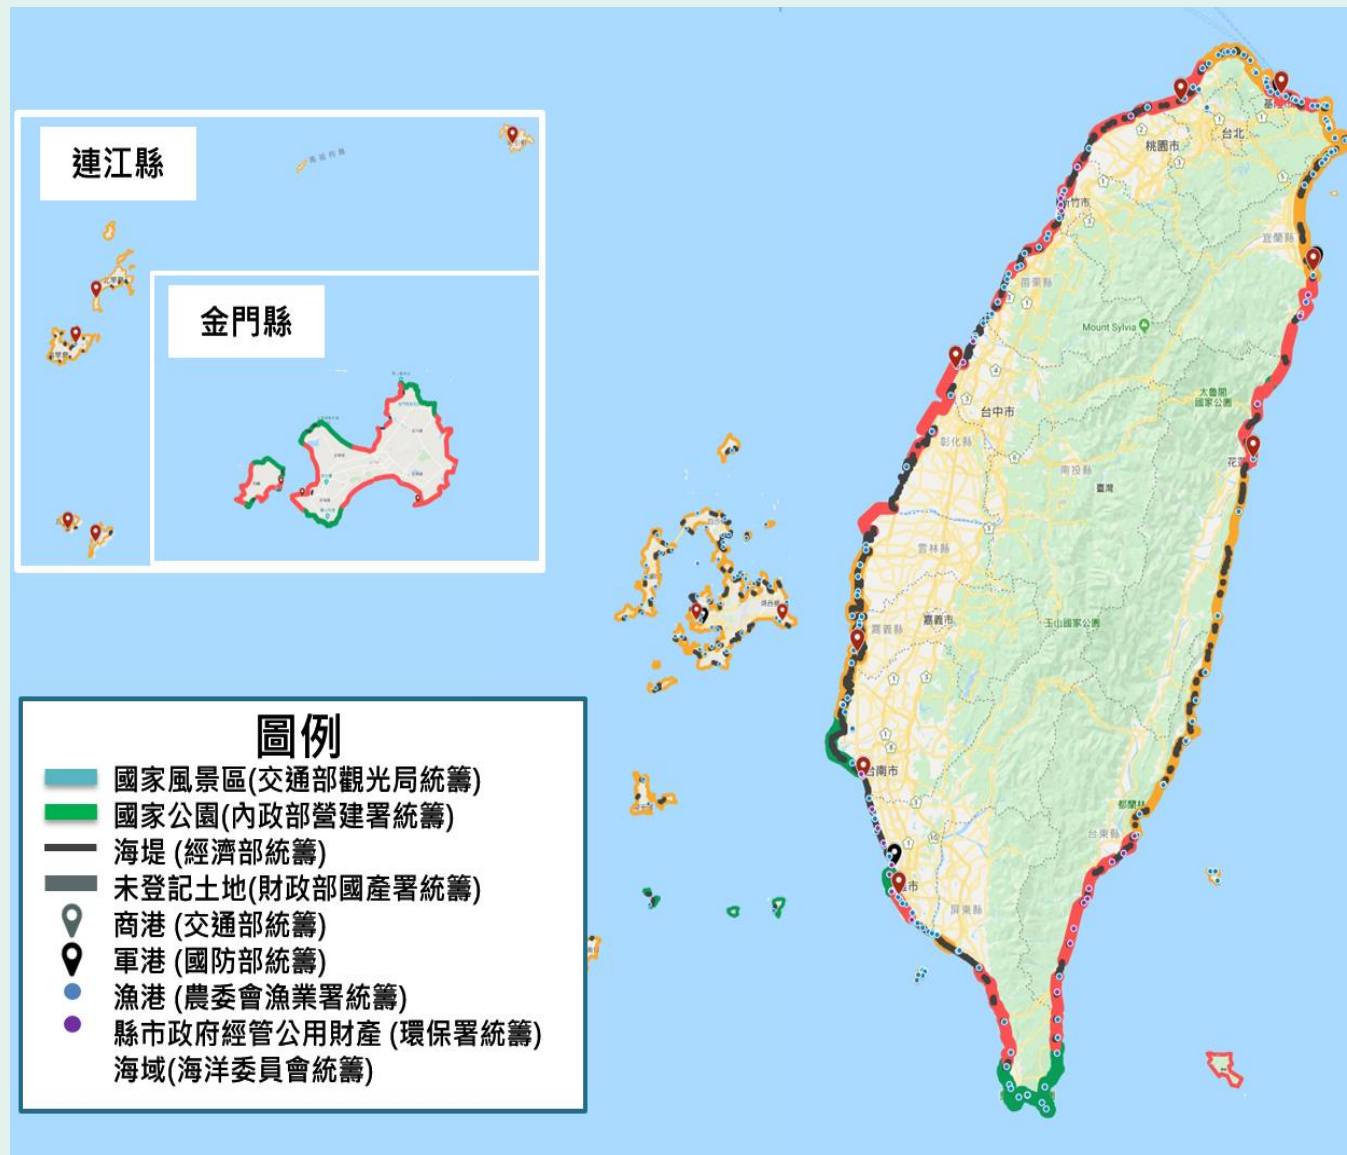 連江縣
金門縣
基隆
台北
桃園市
新竹市
宜蘭縣
苗栗縣
Mount Sylvia
太魯閣
國家公園
台中市
彰化縣
花蓮
南投縣
臺灣
雲林縣
玉山國家公園
嘉義市
嘉義縣
台南市
都蘭林
台東縣
雄市
屏東縣
圖例
國家風景區(交通部觀光局統籌)
國家公園(內政部營建署統籌)
海堤 (經濟部統籌)
未登記土地(財政部國產署統籌)
商港 (交通部統籌)
軍港 (國防部統籌)
漁港 (農委會漁業署統籌)
縣市政府經管公用財產 (環保署統籌)
海域(海洋委員會統籌)